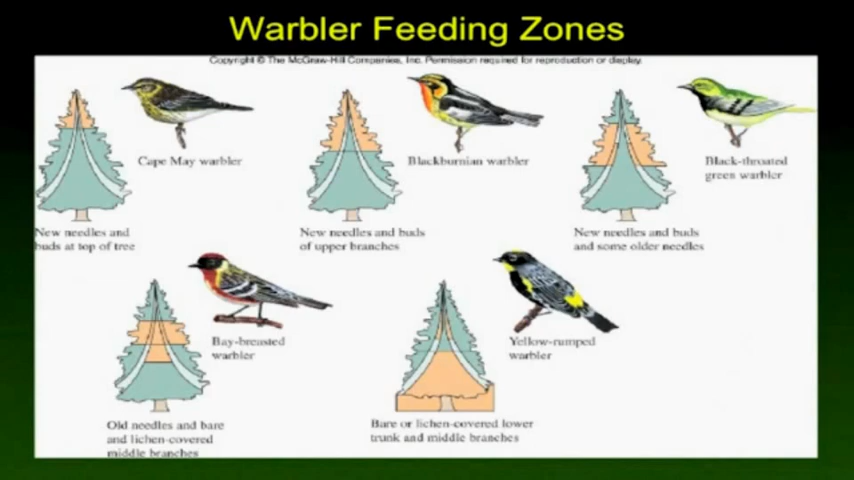 Warbler Feeding Zones
Copyright © The McGraw-Hill Companies, Inc. Permission required for reproduction or display.
Cape May warbler
New needles and
buds at top of tree
Blackburnian warbler
New needles and buds
of upper branches
Black-throated
green warbler
New needles and buds
and some older needles
Bay-breasted
warbler
Old needles and bare
and lichen-covered
middle branches
Yellow-rumped
warbler
Bare or lichen-covered lower
trunk and middle branches